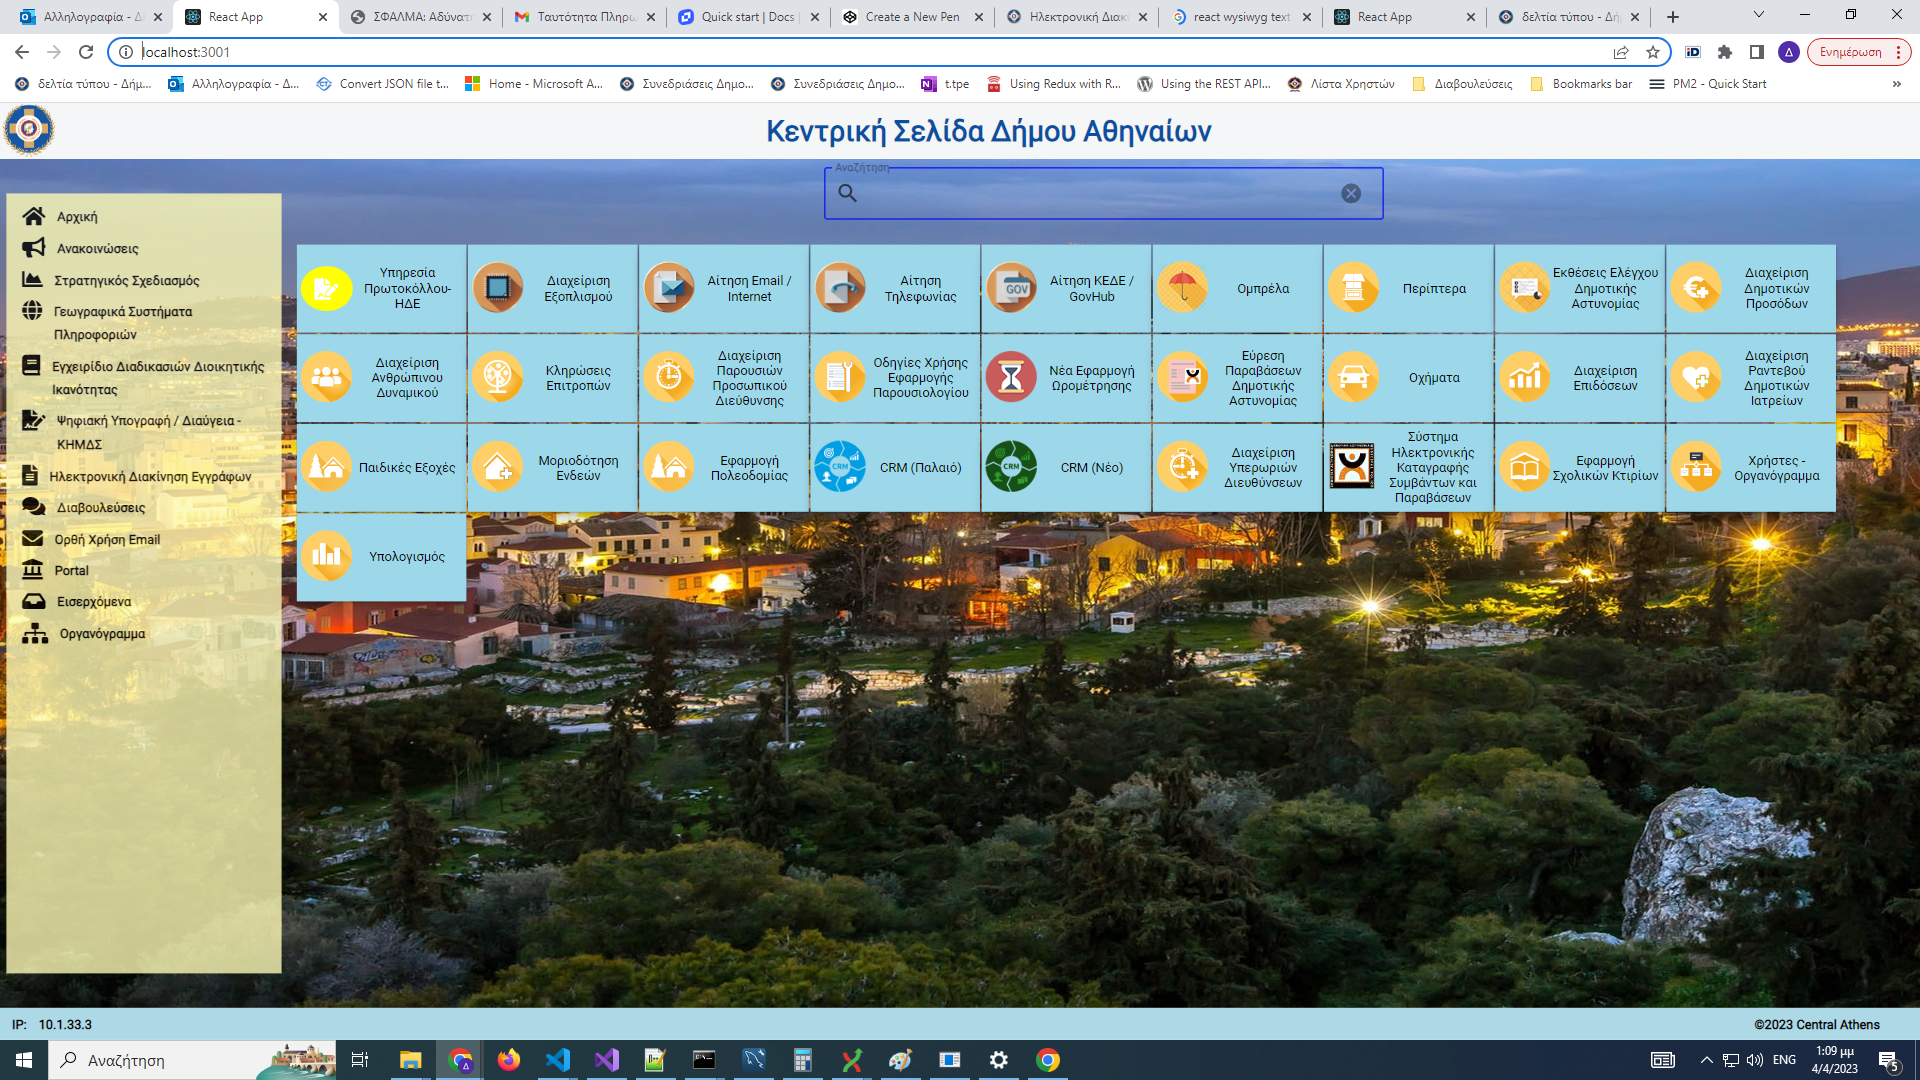 Αλληλογραφία - Δ
React App
ΣΦΑΛΜΑ: Αδύνατ
Ταυτότητα Πληρω
Quick start | Docs |
Create a New Pen
Ηλεκτρονική Διακ
react wysiwyg text
React App
δελτία τύπου - Δή
localhost:3001
Ενημέρωση
δελτία τύπου - Δήμ...
Αλληλογραφία - Δ...
Convert JSON file t...
Home - Microsoft A...
Συνεδριάσεις Δημο...
Συνεδριάσεις Δημο...
t.tpe
Using Redux with R...
Using the REST API...
Λίστα Χρηστών
Διαβουλεύσεις
Bookmarks bar
PM2 - Quick Start
»
Κεντρική Σελίδα Δήμου Αθηναίων
Αναζήτηση
Αρχική
Ανακοινώσεις
Στρατηγικός Σχεδιασμός
Γεωγραφικά Συστήματα
Πληροφοριών
Εγχειρίδιο Διαδικασιών Διοικητικής
Ικανότητας
Ψηφιακή Υπογραφή / Διαύγεια -
ΚΗΜΔΣ
Ηλεκτρονική Διακίνηση Εγγράφων
Διαβουλεύσεις
Ορθή Χρήση Email
Portal
Εισερχόμενα
Οργανόγραμμα
Υπηρεσία
Πρωτοκόλλου-
ΗΔΕ
Διαχείριση
Εξοπλισμού
Αίτηση Email /
Internet
Αίτηση
Τηλεφωνίας
GOV
Αίτηση ΚΕΔΕ /
GovHub
Ομπρέλα
Περίπτερα
Εκθέσεις Ελέγχου
Δημοτικής
Αστυνομίας
Διαχείριση
Δημοτικών
Προσόδων
Διαχείριση
Ανθρώπινου
Δυναμικού
Κληρώσεις
Επιτροπών
Διαχείριση
Παρουσιών
Προσωπικού
Διεύθυνσης
Οδηγίες Χρήσης
Εφαρμογής
Παρουσιολογίου
Νέα Εφαρμογή
Ωρομέτρησης
Εύρεση
Παραβάσεων
Δημοτικής
Αστυνομίας
Οχήματα
Διαχείριση
Επιδόσεων
Διαχείριση
Ραντεβού
Δημοτικών
Ιατρείων
Παιδικές Εξοχές
Μοριοδότηση
Ενδεών
Εφαρμογή
Πολεοδομίας
CRM
CRM (Παλαιό)
CRM
CRM (Νέο)
Διαχείριση
Υπερωριών
Διευθύνσεων
Σύστημα
Ηλεκτρονικής
Καταγραφής
Συμβάντων και
Παραβάσεων
Εφαρμογή
Σχολικών Κτιρίων
Χρήστες -
Οργανόγραμμα
Υπολογισμός
IP: 10.1.33.3
©2023 Central Athens
Αναζήτηση
ENG
1:09 μμ
4/4/2023
5